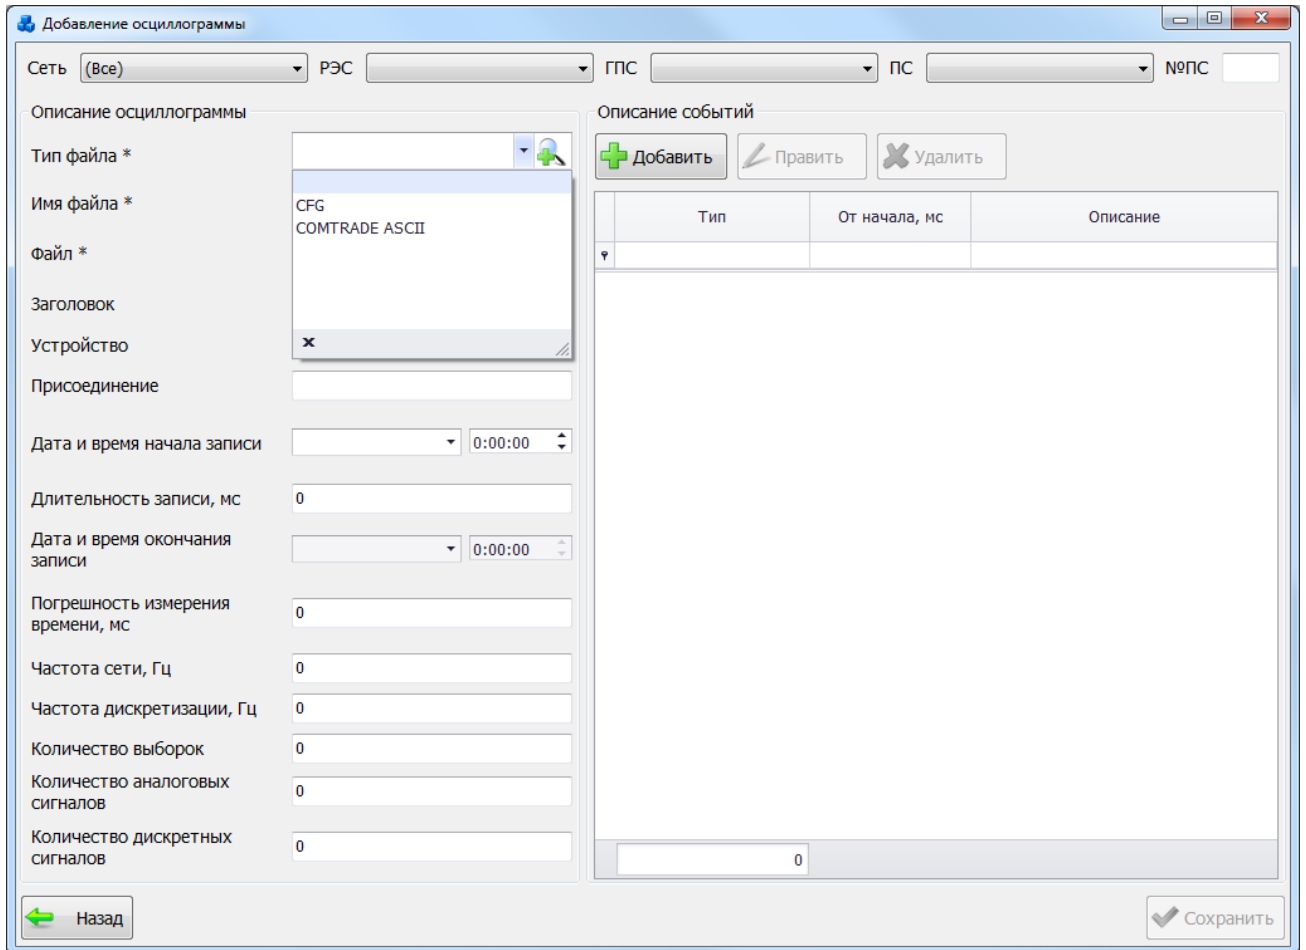 Добавление осциллограммы
Сеть (Все) РЭС ГПС ПС №ПС
Описание осциллограммы
Тип файла *
CFG
COMTRADE ASCII
Имя файла *
Файл *
Заголовок
Устройство
Присоединение
Дата и время начала записи 0:00:00
Длительность записи, мс 0
Дата и время окончания
записи
0:00:00
Погрешность измерения
времени, мс
0
Частота сети, Гц 0
Частота дискретизации, Гц 0
Количество выборок 0
Количество аналоговых
сигналов
0
Количество дискретных
сигналов
0
Описание событий
Добавить Править Удалить
Тип От начала, мс Описание
0
Назад Сохранить